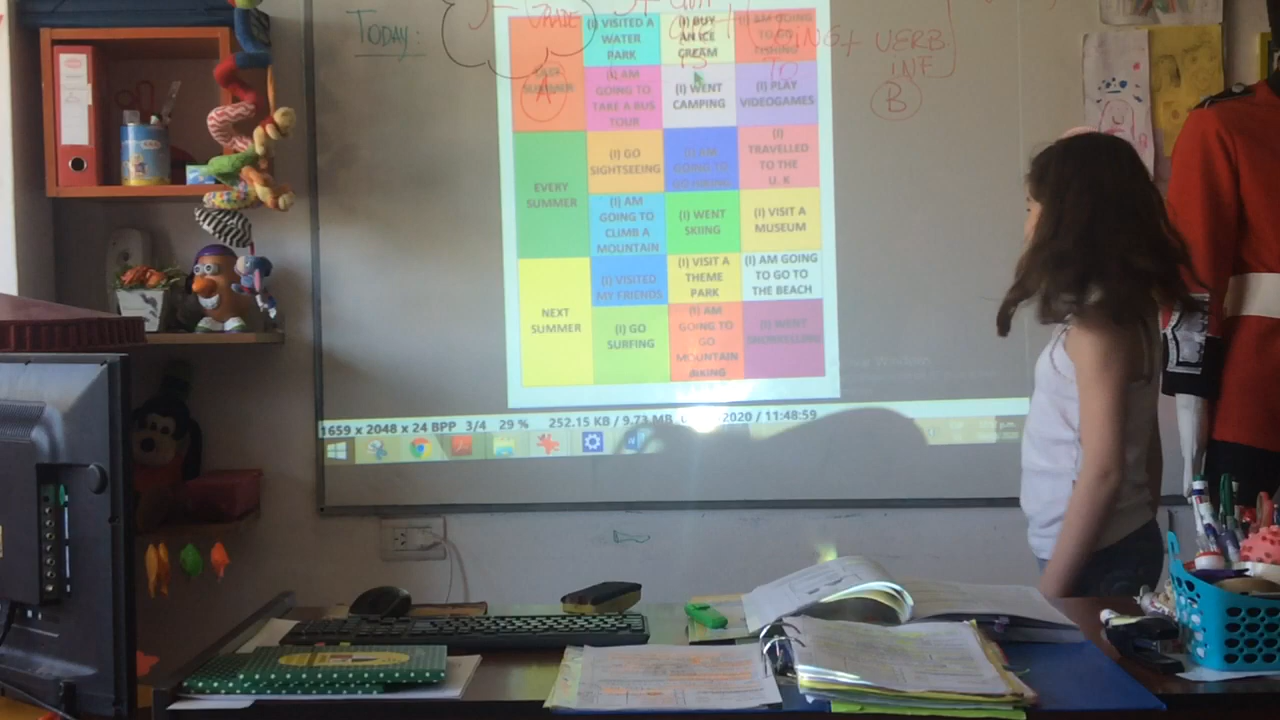 TODAY:
(I) VISITED A
WATER
PARK
(I) BUY
AN ICE
CREAM
(I) AM GOING
TO GO
GOING + VERB
TO INF
A
B
SUMMER
(I) AM
GOING TO
TAKE A BUS
TOUR
(I) WENT
CAMPING
(I) PLAY
VIDEOGAMES
EVERY
SUMMER
(I) GO
SIGHTSEEING
(I) AM
GOING TO
(I)
TRAVELLED
TO THE
U. K
(I) AM
GOING TO
CLIMB A
MOUNTAIN
(I) WENT
SKIING
(I) VISIT A
MUSEUM
NEXT
SUMMER
(I) VISITED
MY FRIENDS
(I) VISIT A
THEME
PARK
(I) AM GOING
TO GO TO
THE BEACH
(I) GO
SURFING
(I) AM
GOING TO
GO
MOUNTAIN
BIKING
(I) WENT
1659 x 2048 x 24 BPP 3/4 29 % 252.15 KB / 9.73 MB 2020 / 11:48:59